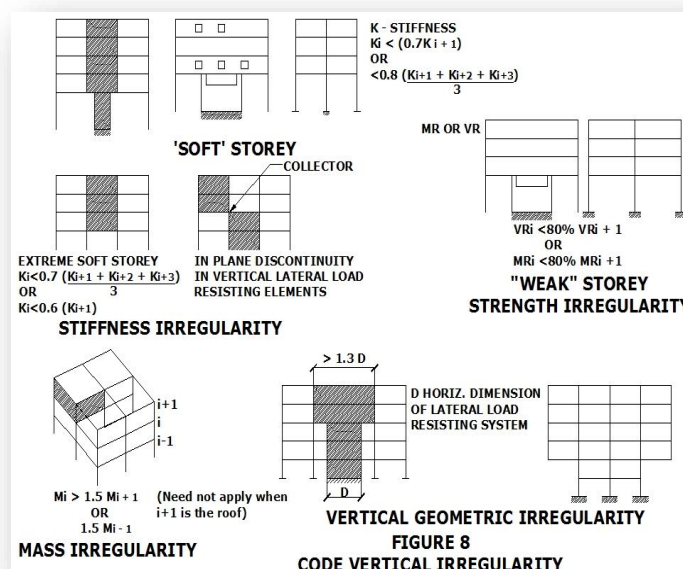 K - STIFFNESS
Ki < (0.7K i + 1)
OR
<0.8 (Ki+1 + Ki+2 + Ki+3)
3
'SOFT' STOREY
COLLECTOR
MR OR VR
VRi <80% VRi + 1
OR
MRi <80% MRi +1
"WEAK" STOREY
STRENGTH IRREGULARITY
EXTREME SOFT STOREY
Ki<0.7 (Ki+1 + Ki+2 + Ki+3)
3
OR
Ki<0.6 (Ki+1)
IN PLANE DISCONTINUITY
IN VERTICAL LATERAL LOAD
RESISTING ELEMENTS
STIFFNESS IRREGULARITY
i+1
i
i-1
Mi > 1.5 Mi + 1
OR
1.5 Mi - 1
(Need not apply when
i+1 is the roof)
MASS IRREGULARITY
> 1.3 D
D HORIZ. DIMENSION
OF LATERAL LOAD
RESISTING SYSTEM
D
VERTICAL GEOMETRIC IRREGULARITY
FIGURE 8
CODE VERTICAL IRREGULARITY